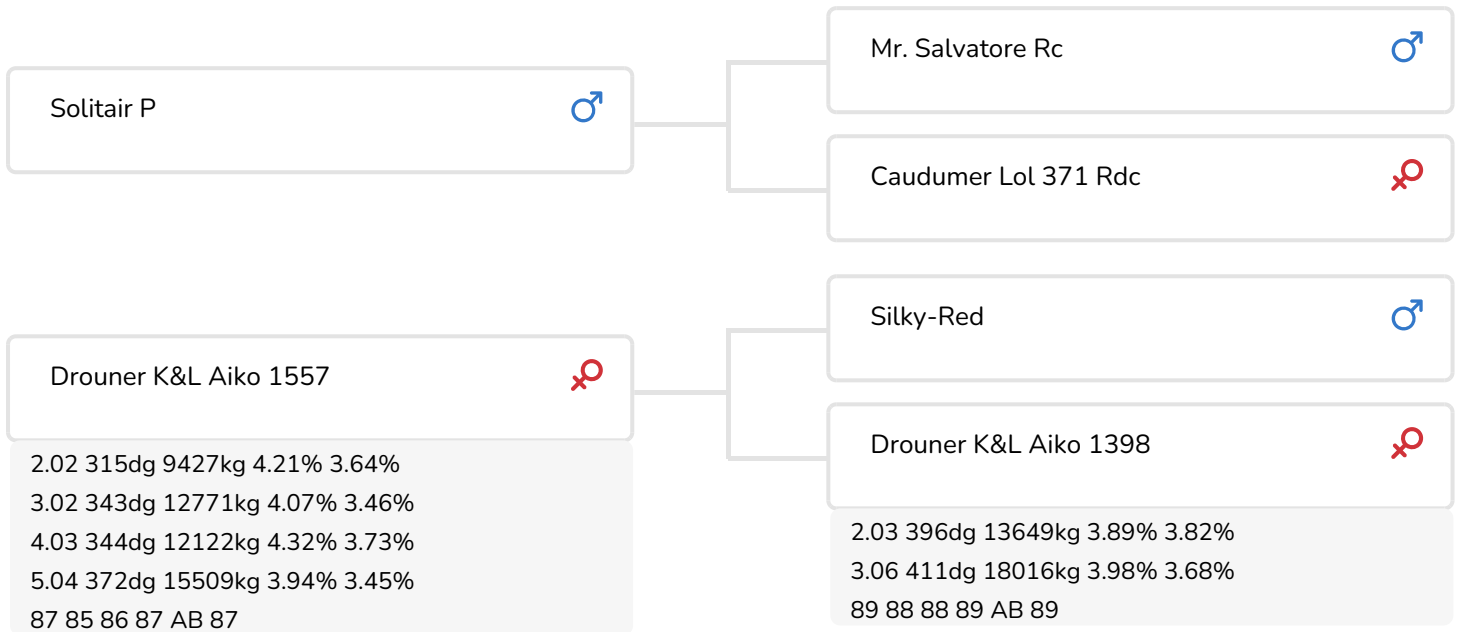 Solitair P
Mr. Salvatore Rc
Caudumer Lol 371 Rdc
Drouner K&L Aiko 1557
2.02 315dg 9427kg 4.21% 3.64%
3.02 343dg 12771kg 4.07% 3.46%
4.03 344dg 12122kg 4.32% 3.73%
5.04 372dg 15509kg 3.94% 3.45%
87 85 86 87 AB 87
Silky-Red
Drouner K&L Aiko 1398
2.03 396dg 13649kg 3.89% 3.82%
3.06 411dg 18016kg 3.98% 3.68%
89 88 88 89 AB 89